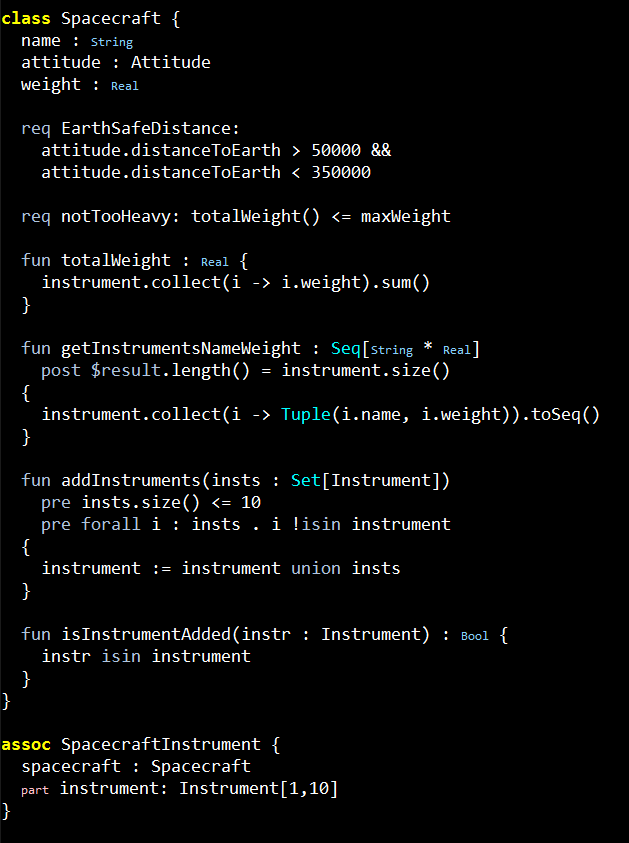 class Spacecraft {
name : String
attitude : Attitude
weight : Real
req EarthSafeDistance:
attitude.distanceToEarth > 50000 &&
attitude.distanceToEarth < 350000
req notTooHeavy: totalWeight() <= maxWeight
fun totalWeight : Real {
instrument.collect(i -> i.weight).sum()
}
fun getInstrumentsNameWeight : Seq[String * Real]
post $result.length() = instrument.size()
{
instrument.collect(i -> Tuple(i.name, i.weight)).toSeq()
}
fun addInstruments(insts : Set[Instrument])
pre insts.size() <= 10
pre forall i : insts . i !isin instrument
{
instrument := instrument union insts
}
fun isInstrumentAdded(instr : Instrument) : Bool {
instr isin instrument
}
}
assoc SpacecraftInstrument {
spacecraft : Spacecraft
part instrument: Instrument[1,10]
}